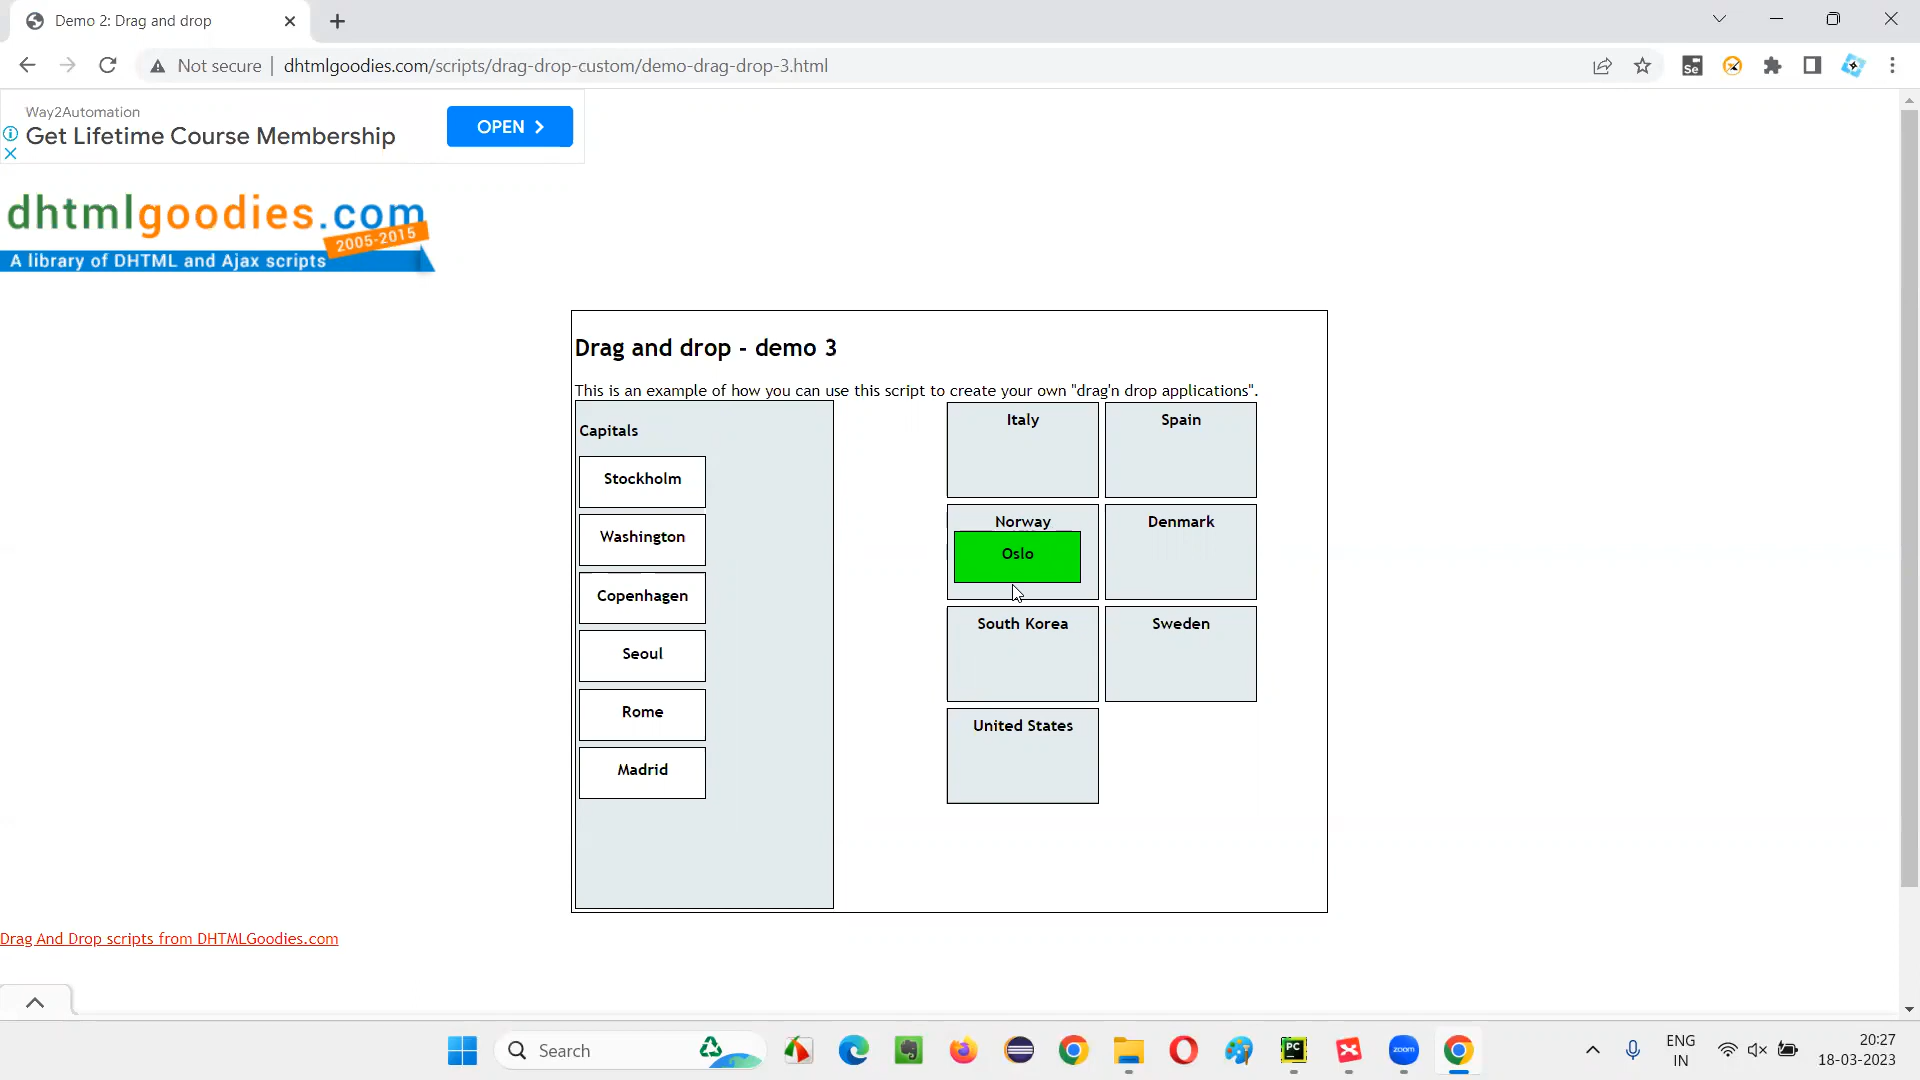 Demo 2: Drag and drop
Not secure
dhtmlgoodies.com/scripts/drag-drop-custom/demo-drag-drop-3.html
Way2Automation
Get Lifetime Course Membership
OPEN
dhtmlgoodies.com
2005-2015
A library of DHTML and Ajax scripts
Drag and drop - demo 3
This is an example of how you can use this script to create your own "drag'n drop applications".
Capitals
Stockholm
Washington
Copenhagen
Seoul
Rome
Madrid
Italy
Spain
Norway
Oslo
Denmark
South Korea
Sweden
United States
Drag And Drop scripts from DHTMLGoodies.com
Search
Se
PC
zoom
ENG
IN
20:27
18-03-2023